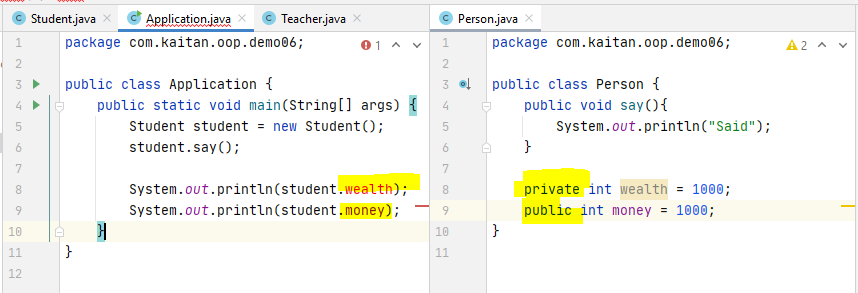 Student.java
Application.java
Teacher.java
1 package com.kaitan.oop.demo06;
1
2
3 public class Application {
4 public static void main(String[] args) {
5 Student student = new Student();
6 student.say();
7
8 System.out.println(student.wealth);
9 System.out.println(student.money);
10 }
11 }
12
Person.java
1 package com.kaitan.oop.demo06;
2
2
3 public class Person {
4 public void say(){
5 System.out.println("Said");
6 }
7
8 private int wealth = 1000;
9 public int money = 1000;
10 }
11